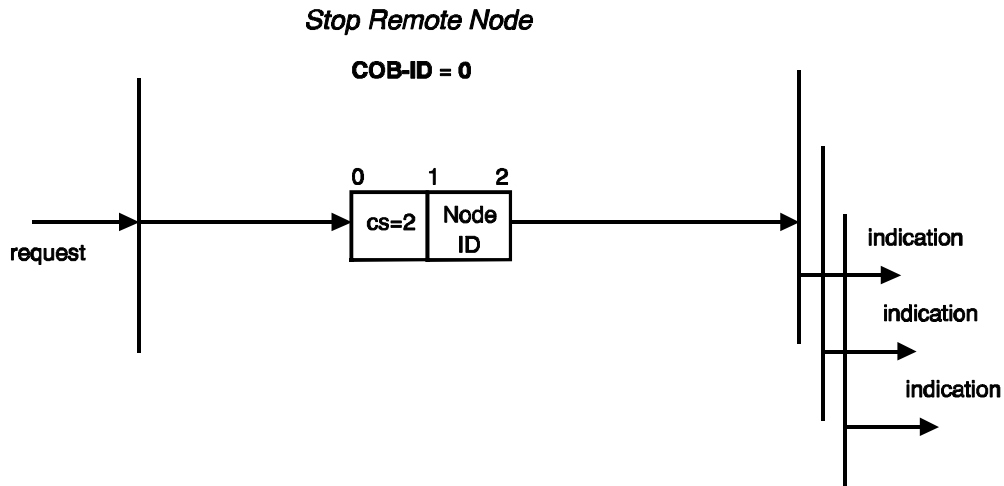 Stop Remote Node
COB-ID = 0
0 1 2
cs=2
Node
ID
request
indication
indication
indication